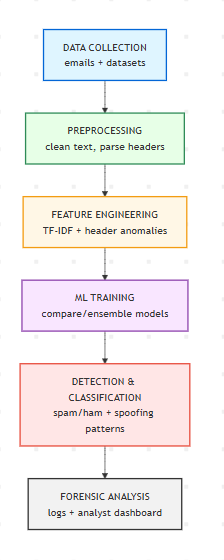 DATA COLLECTION
emails + datasets
PREPROCESSING
clean text, parse headers
FEATURE ENGINEERING
TF-IDF + header anomalies
ML TRAINING
compare/ensemble models
DETECTION &
CLASSIFICATION
spam/ham + spoofing
patterns
FORENSIC ANALYSIS
logs + analyst dashboard